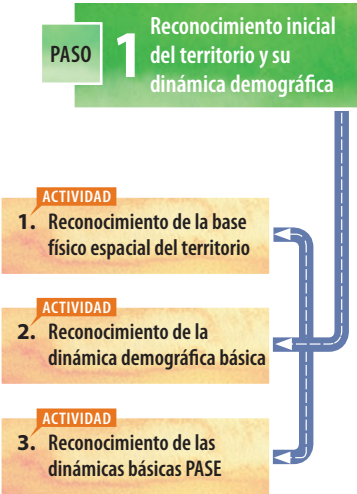 PASO 1
Reconocimiento inicial
del territorio y su
dinámica demográfica
ACTIVIDAD
1. Reconocimiento de la base
físico espacial del territorio
ACTIVIDAD
2. Reconocimiento de la
dinámica demográfica básica
ACTIVIDAD
3. Reconocimiento de las
dinámicas básicas PASE